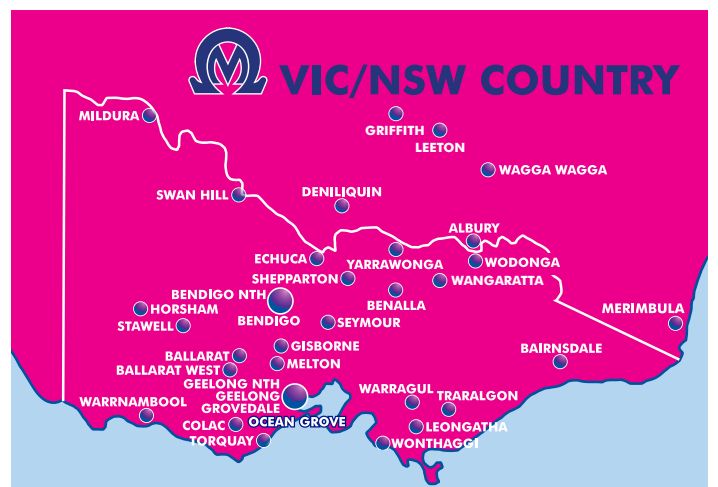 VIC/NSW COUNTRY
MILDURA
GRIFFITH
LEETON
WAGGA WAGGA
SWAN HILL
DENILIQUIN
ALBURY
ECHUCA
YARRAWONGA
WODONGA
SHEPPARTON
WANGARATTA
BENDIGO NTH
BENALLA
HORSHAM
BENDIGO
SEYMOUR
MERIMBULA
STAWELL
GISBORNE
BAIRNSDALE
BALLARAT
MELTON
BALLARAT WEST
GEELONG NTH
GEELONG
WARRAGUL
TRARALGON
WARRNAMBOOL
GROVEDALE
COLAC
OCEAN GROVE
LEONGATHA
TORQUAY
WONTHAGGI